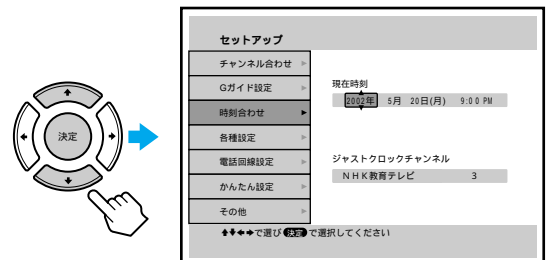 セットアップ
チャンネル合わせ
Gガイド設定
時刻合わせ
各種設定
電話回線設定
かんたん設定
その他
現在時刻
2002年 5月 20日(月) 9:00 PM
ジャストクロックチャンネル
NHK教育テレビ 3
で選び 決定 で選択してください
決定